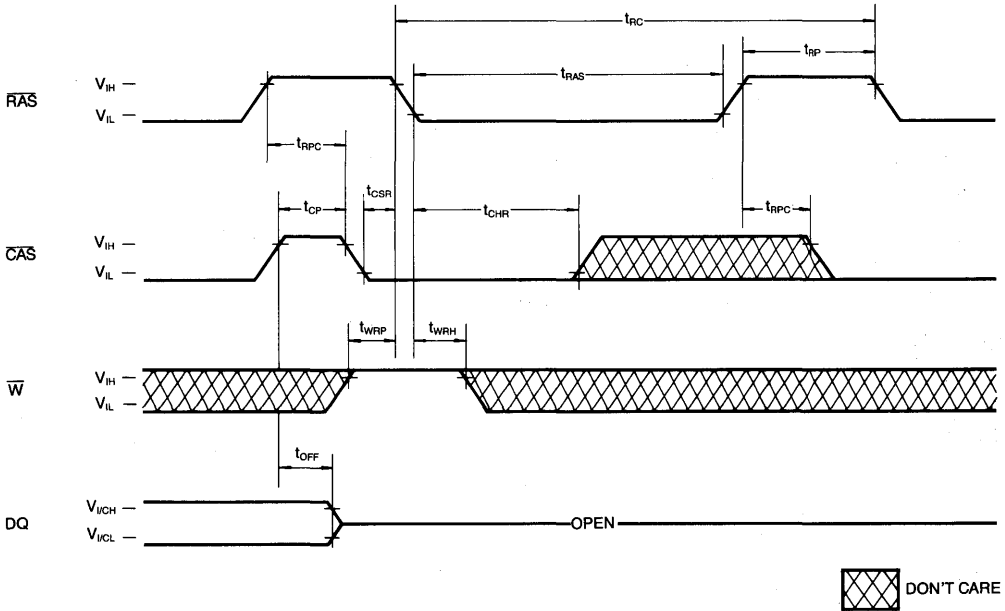 tRC
tRP
tRAS
RAS
VIH
VIL
tRPC
tCSR
tCP
tCHR
tRPC
CAS
VIH
VIL
tWRP
tWRH
W
VIH
VIL
tOFF
DQ
VI/CH
VI/CL
OPEN
DON'T CARE